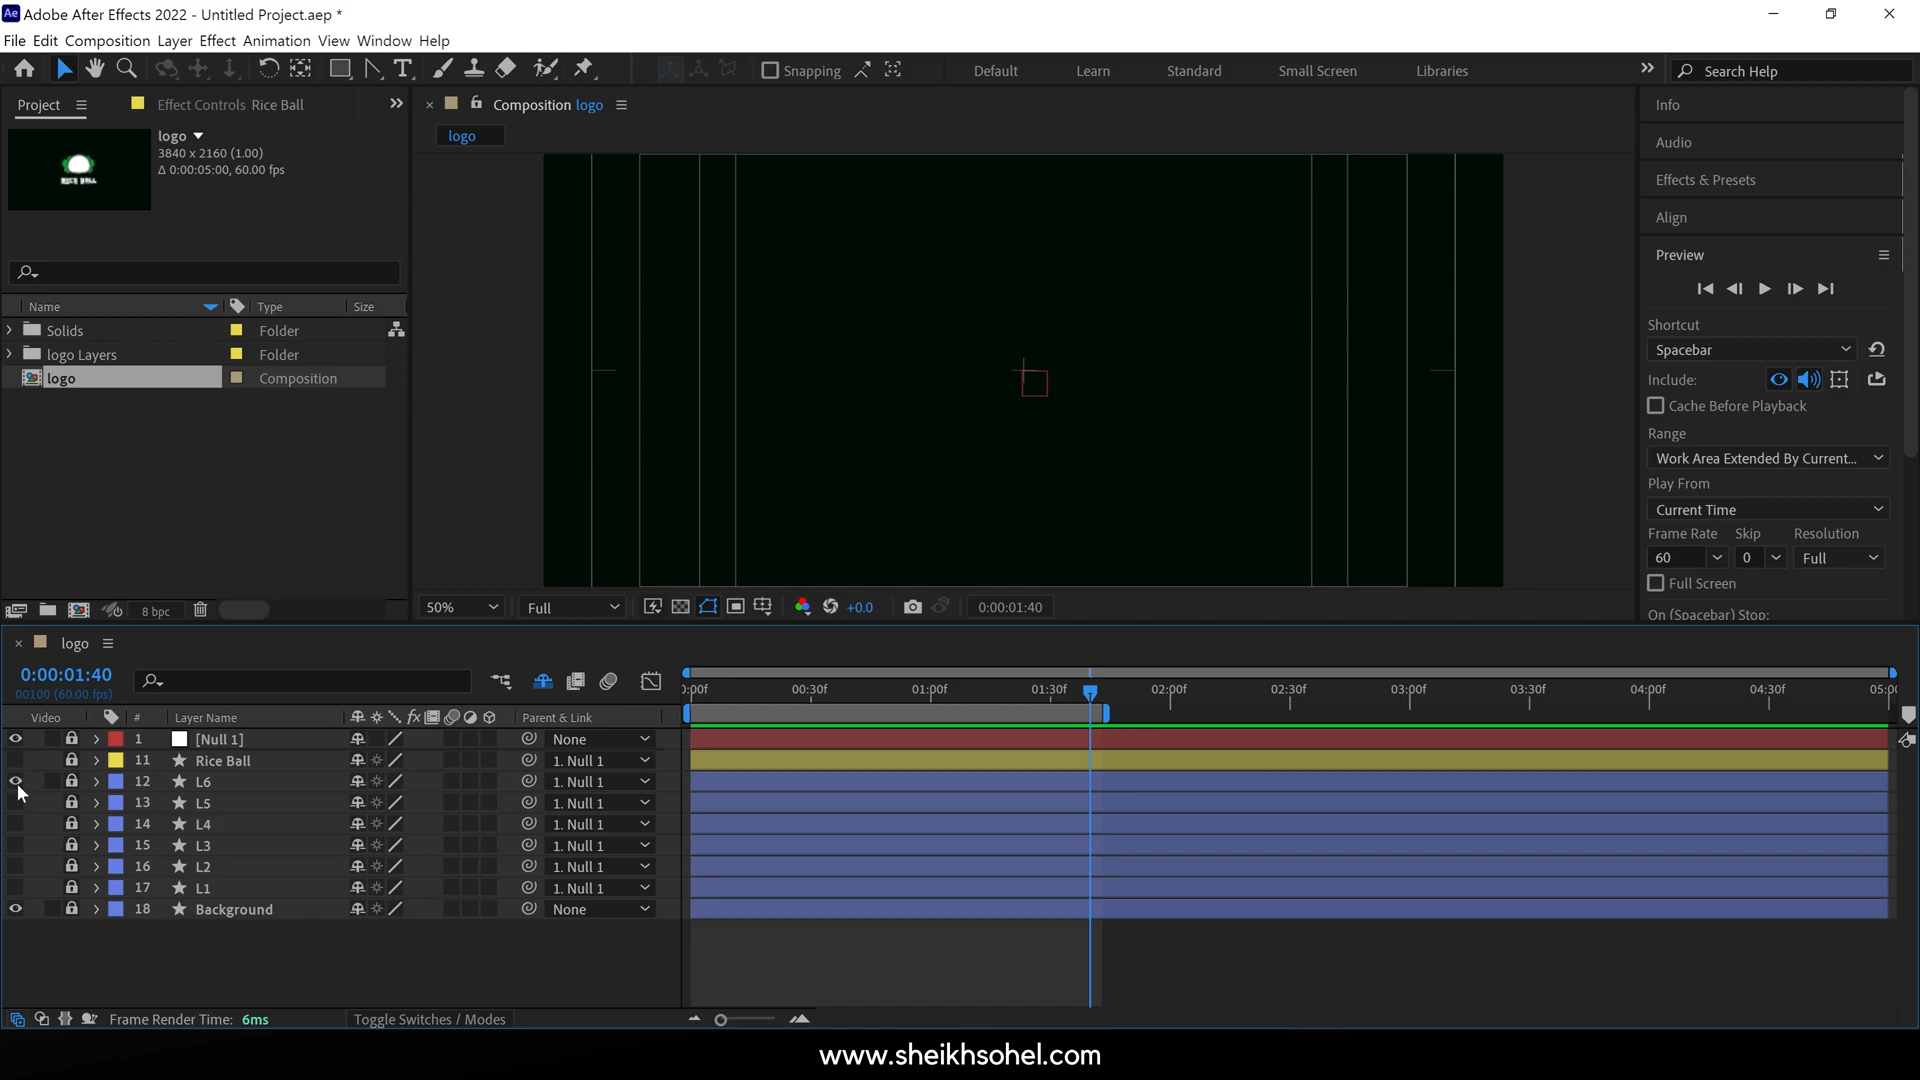 Ae Adobe After Effects 2022 - Untitled Project.aep *
File Edit Composition Layer Effect Animation View Window Help
Snapping
Default Learn Standard Small Screen Libraries
Search Help
Project
Effect Controls Rice Ball
logo
3840 x 2160 (1.00)
Δ 0:00:05:00, 60.00 fps
RICE BALL
Name Type Size
Solids Folder
logo Layers Folder
logo Composition
8 bpc
Composition logo
logo
50% Full +0.0 0:00:01:40
Info
Audio
Effects & Presets
Align
Preview
Shortcut
Spacebar
Include:
Cache Before Playback
Range
Work Area Extended By Current...
Play From
Current Time
Frame Rate Skip Resolution
60 0 Full
Full Screen
On (Spacebar) Stop:
logo
0:00:01:40
00100 (60.00 fps)
Video # Layer Name fx Parent & Link
:00f 00:30f 01:00f 01:30f 02:00f 02:30f 03:00f 03:30f 04:00f 04:30f 05:00
1 [Null 1] None
11 Rice Ball 1. Null 1
12 L6 1. Null 1
13 L5 1. Null 1
14 L4 1. Null 1
15 L3 1. Null 1
16 L2 1. Null 1
17 L1 1. Null 1
18 Background None
Frame Render Time: 6ms Toggle Switches / Modes
www.sheikhsohel.com